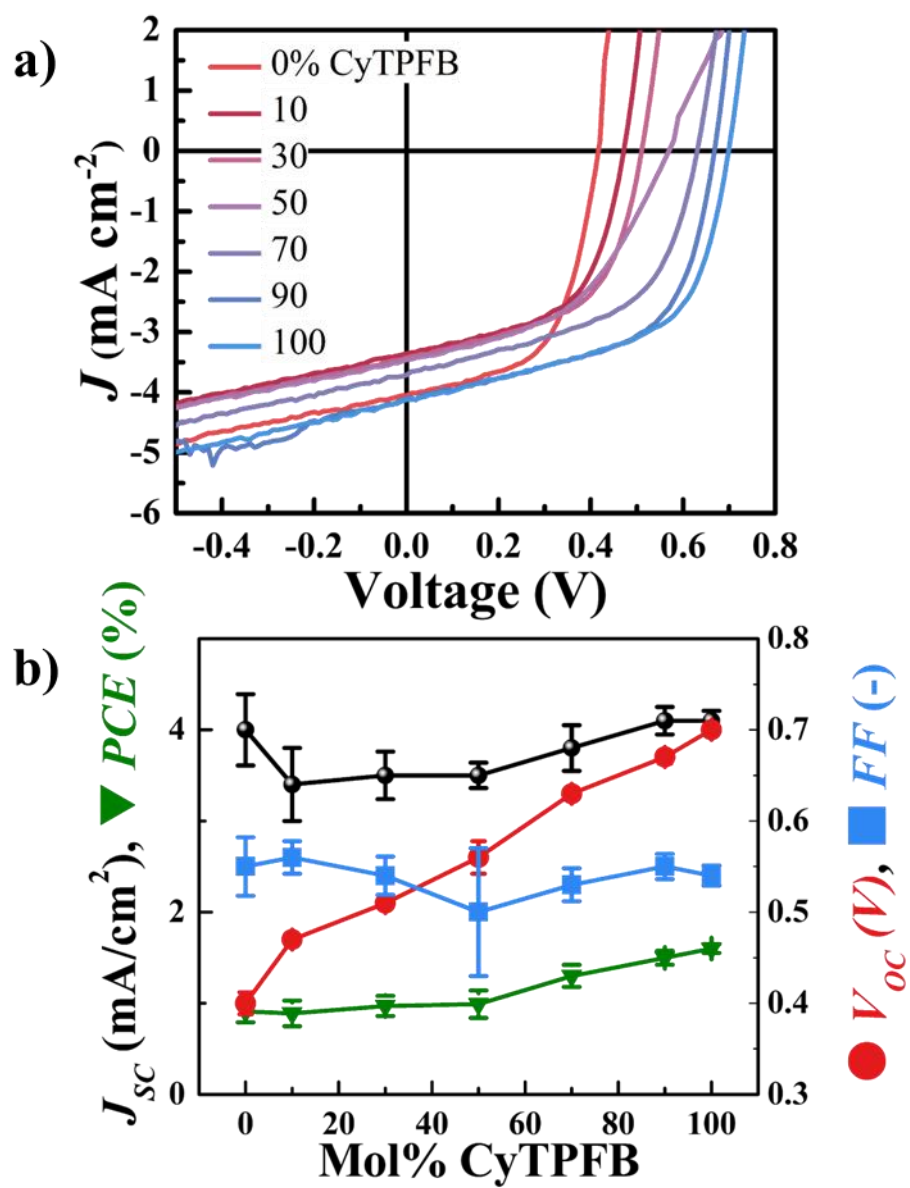 a)
2
1
0
-1
-2
-3
-4
-5
-6
J (mA cm-2)
0% CyTPFB
10
30
50
70
90
100
-0.4 -0.2 0.0 0.2 0.4 0.6 0.8
Voltage (V)
b)
JSC (mA/cm2), ▼ PCE (%)
4
2
0
0.8
0.7
0.6
0.5
0.4
0.3
● VOC (V), ■ FF (-)
0 20 40 60 80 100
Mol% CyTPFB